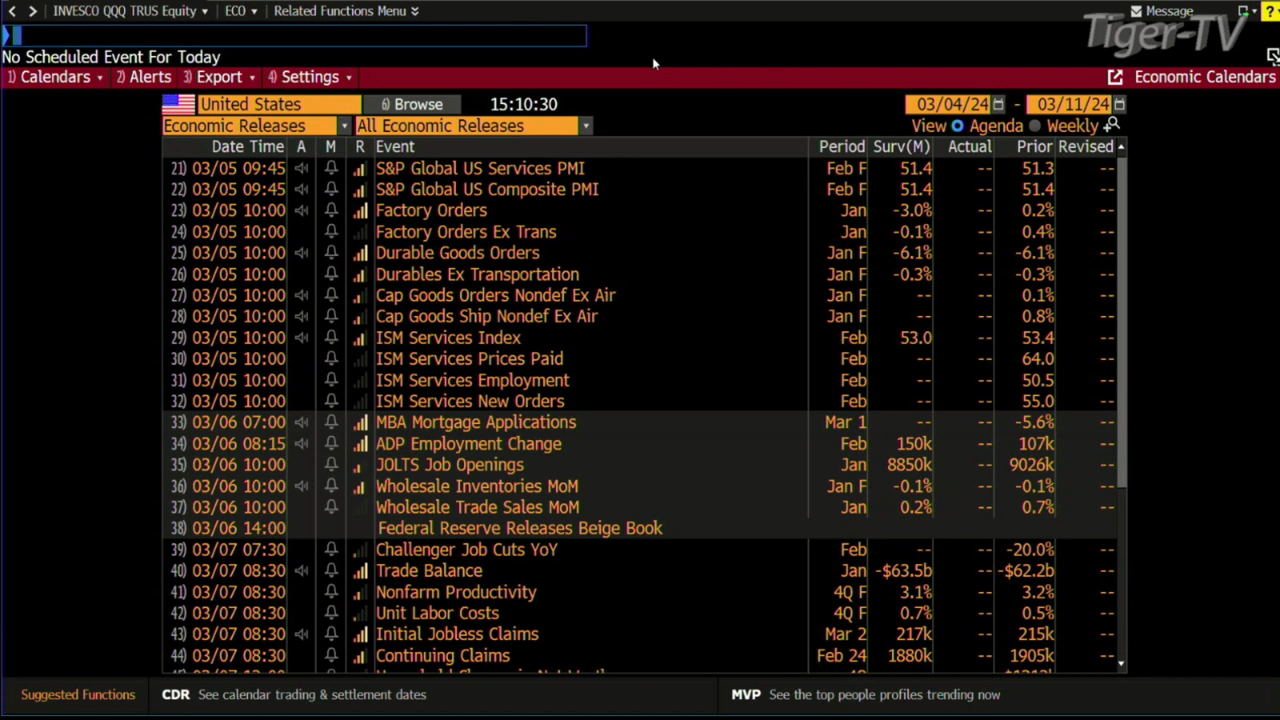 INVESCO QQQ TRUS Equity ECO Related Functions Menu Message ?
Tiger-TV
No Scheduled Event For Today
1) Calendars 2) Alerts 3) Export 4) Settings Economic Calendars
United States 6) Browse 15:10:30 03/04/24 - 03/11/24
Economic Releases All Economic Releases View Agenda Weekly
Date Time A M R Event Period Surv(M) Actual Prior Revised
21) 03/05 09:45 S&P Global US Services PMI Feb F 51.4 -- 51.3 --
22) 03/05 09:45 S&P Global US Composite PMI Feb F 51.4 -- 51.4 --
23) 03/05 10:00 Factory Orders Jan -3.0% -- 0.2% --
24) 03/05 10:00 Factory Orders Ex Trans Jan -0.1% -- 0.4% --
25) 03/05 10:00 Durable Goods Orders Jan F -6.1% -- -6.1% --
26) 03/05 10:00 Durables Ex Transportation Jan F -0.3% -- -0.3% --
27) 03/05 10:00 Cap Goods Orders Nondef Ex Air Jan F -- -- 0.1% --
28) 03/05 10:00 Cap Goods Ship Nondef Ex Air Jan F -- -- 0.8% --
29) 03/05 10:00 ISM Services Index Feb 53.0 -- 53.4 --
30) 03/05 10:00 ISM Services Prices Paid Feb -- -- 64.0 --
31) 03/05 10:00 ISM Services Employment Feb -- -- 50.5 --
32) 03/05 10:00 ISM Services New Orders Feb -- -- 55.0 --
33) 03/06 07:00 MBA Mortgage Applications Mar 1 -- -- -5.6% --
34) 03/06 08:15 ADP Employment Change Feb 150k -- 107k --
35) 03/06 10:00 JOLTS Job Openings Jan 8850k -- 9026k --
36) 03/06 10:00 Wholesale Inventories MoM Jan F -0.1% -- -0.1% --
37) 03/06 10:00 Wholesale Trade Sales MoM Jan 0.2% -- 0.7% --
38) 03/06 14:00 Federal Reserve Releases Beige Book
39) 03/07 07:30 Challenger Job Cuts YoY Feb -- -- -20.0% --
40) 03/07 08:30 Trade Balance Jan -$63.5b -- -$62.2b --
41) 03/07 08:30 Nonfarm Productivity 4Q F 3.1% -- 3.2% --
42) 03/07 08:30 Unit Labor Costs 4Q F 0.7% -- 0.5% --
43) 03/07 08:30 Initial Jobless Claims Mar 2 217k -- 215k --
44) 03/07 08:30 Continuing Claims Feb 24 1880k -- 1905k --
Suggested Functions CDR See calendar trading & settlement dates MVP See the top people profiles trending now